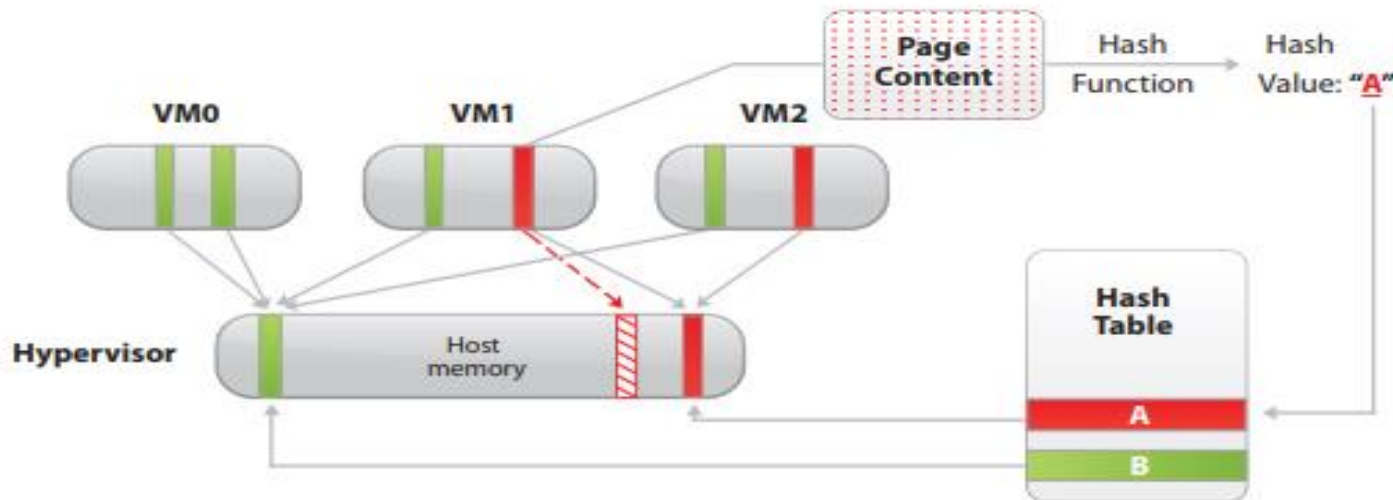 Page
Content
Hash
Function
Hash
Value: “A”
VM0
VM1
VM2
Hypervisor
Host
memory
Hash
Table
A
B